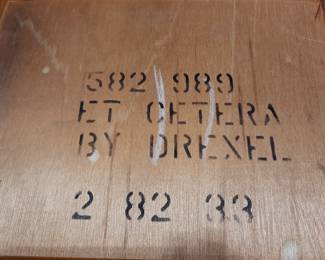 582 989
ET CETERA
BY DREXEL
2 82 33